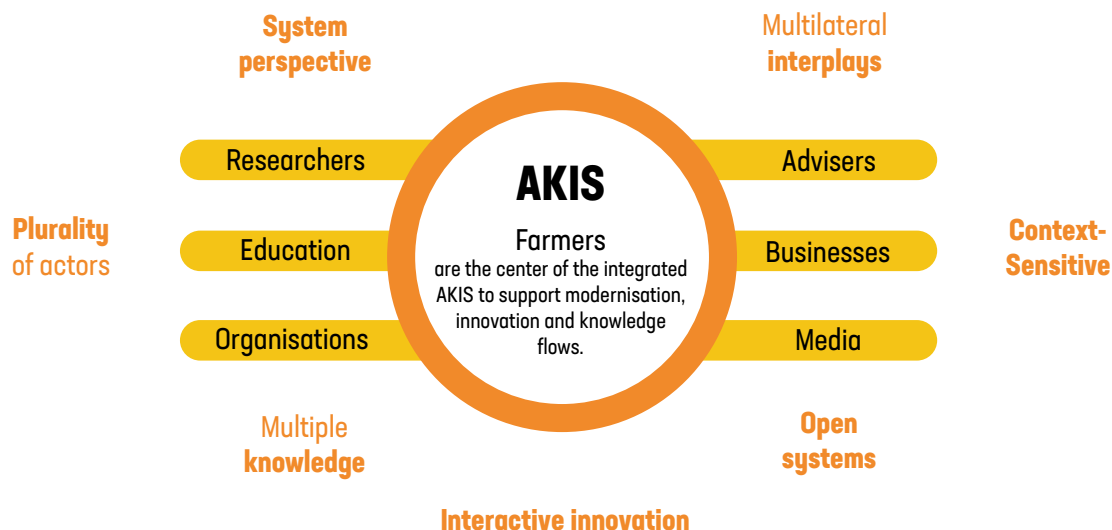 System
perspective
Multilateral
interplays
Researchers
Advisers
AKIS
Plurality
of actors
Education
Farmers
are the center of the integrated
AKIS to support modernisation,
innovation and knowledge
flows.
Businesses
Context-
Sensitive
Organisations
Media
Multiple
knowledge
Open
systems
Interactive innovation